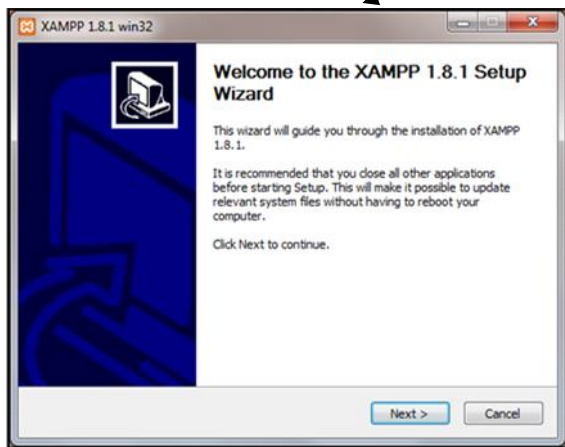 XAMPP 1.8.1 win32
Welcome to the XAMPP 1.8.1 Setup
Wizard
This wizard will guide you through the installation of XAMPP
1.8.1.
It is recommended that you close all other applications
before starting Setup. This will make it possible to update
relevant system files without having to reboot your
computer.
Click Next to continue.
Next >
Cancel